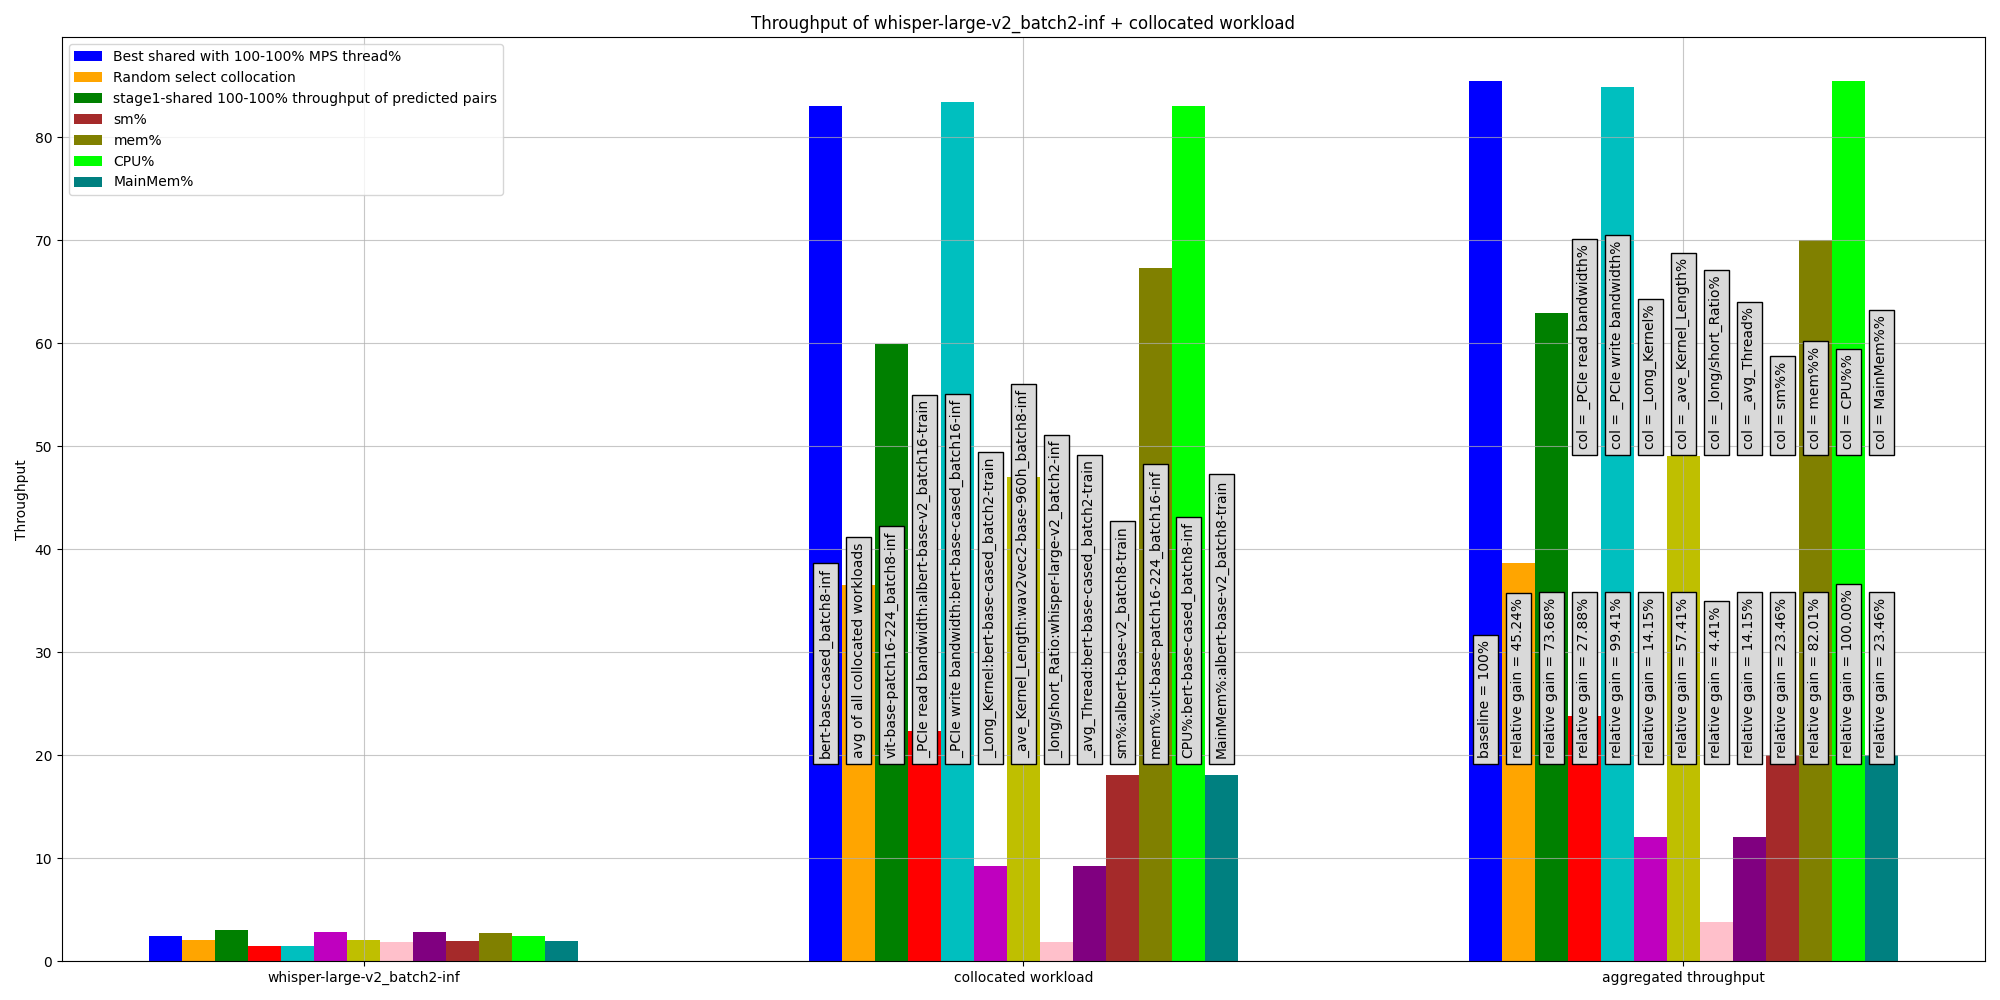 Throughput of whisper-large-v2_batch2-inf + collocated workload
Best shared with 100-100% MPS thread%
Random select collocation
stage1-shared 100-100% throughput of predicted pairs
sm%
mem%
CPU%
MainMem%
Throughput
80
70
60
50
40
30
20
10
0
bert-base-cased_batch8-inf
avg of all collocated workloads
vit-base-patch16-224_batch8-inf
_PCIe read bandwidth:albert-base-v2_batch16-train
_PCIe write bandwidth:bert-base-cased_batch16-inf
_Long_Kernel:bert-base-cased_batch2-train
_ave_Kernel_Length:wav2vec2-base-960h_batch8-inf
_long/short_Ratio:whisper-large-v2_batch2-inf
_avg_Thread:bert-base-cased_batch2-train
sm%:albert-base-v2_batch8-train
mem%:vit-base-patch16-224_batch16-inf
CPU%:bert-base-cased_batch8-inf
MainMem%:albert-base-v2_batch8-train
col = _PCIe read bandwidth%
col = _PCIe write bandwidth%
col = _Long_Kernel%
col = _ave_Kernel_Length%
col = _long/short_Ratio%
col = _avg_Thread%
col = sm%%
col = mem%%
col = CPU%%
col = MainMem%%
baseline = 100%
relative gain = 45.24%
relative gain = 73.68%
relative gain = 27.88%
relative gain = 99.41%
relative gain = 14.15%
relative gain = 57.41%
relative gain = 4.41%
relative gain = 14.15%
relative gain = 23.46%
relative gain = 82.01%
relative gain = 100.00%
relative gain = 23.46%
whisper-large-v2_batch2-inf
collocated workload
aggregated throughput